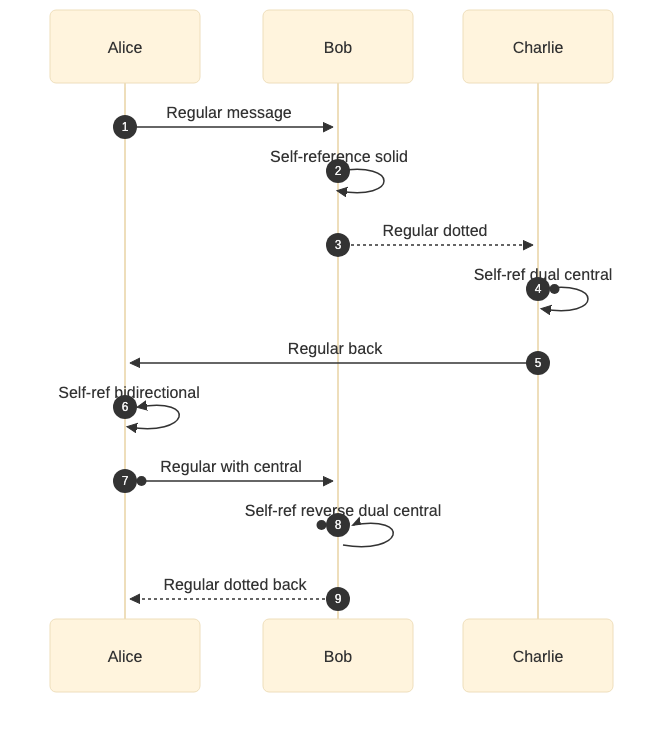 Alice Bob Charlie
Regular message
1
Self-reference solid
2
Regular dotted
3
Self-ref dual central
4
Regular back
5
Self-ref bidirectional
6
Regular with central
7
Self-ref reverse dual central
8
Regular dotted back
9
Alice Bob Charlie